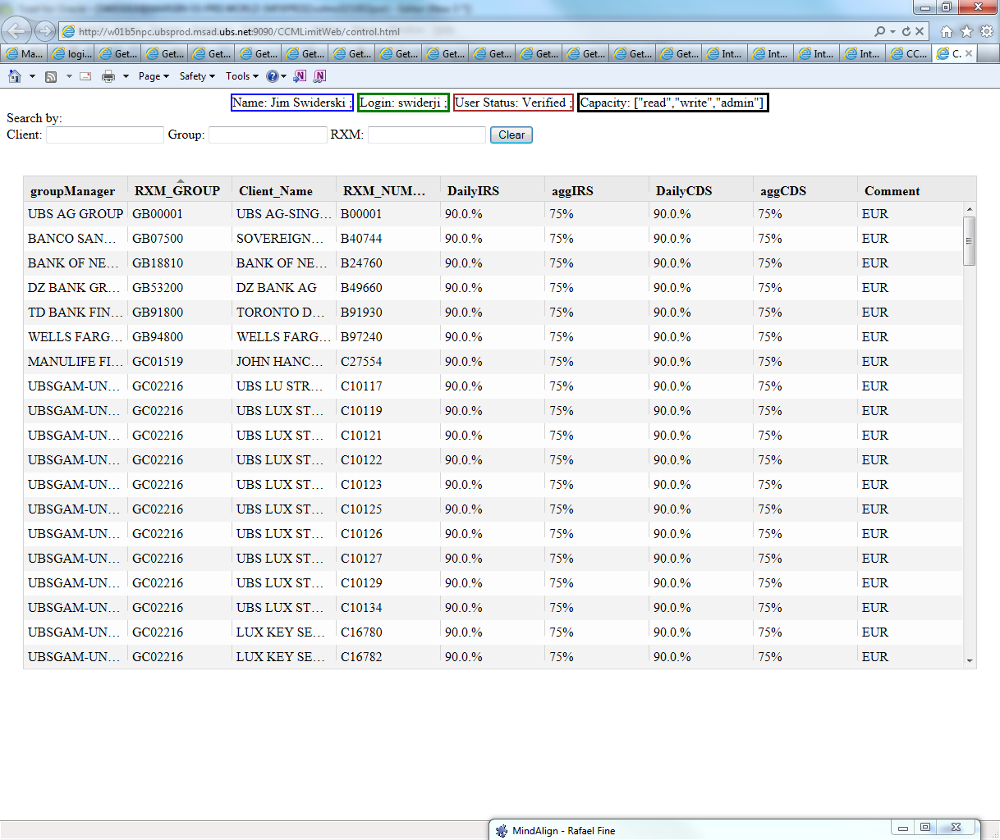 http://w01b5npc.ubsprod.msad.ubs.net:9090/CCMLimitWeb/control.html
Ma... logi... Get... Get... Get... Get... Get... Get... Get... Get... Get... Get... Get... Get... Get... Int... Int... Int... Int... CC... C.
Page Safety Tools
Name: Jim Swiderski ; Login: swiderji ; User Status: Verified ; Capacity: ["read","write","admin"]
Search by:
Client: Group: RXM: Clear
groupManager RXM_GROUP Client_Name RXM_NUM... DailyIRS aggIRS DailyCDS aggCDS Comment
UBS AG GROUP GB00001 UBS AG-SING... B00001 90.0.% 75% 90.0.% 75% EUR
BANCO SAN... GB07500 SOVEREIGN... B40744 90.0.% 75% 90.0.% 75% EUR
BANK OF NE... GB18810 BANK OF NE... B24760 90.0.% 75% 90.0.% 75% EUR
DZ BANK GR... GB53200 DZ BANK AG B49660 90.0.% 75% 90.0.% 75% EUR
TD BANK FIN... GB91800 TORONTO D... B91930 90.0.% 75% 90.0.% 75% EUR
WELLS FARG... GB94800 WELLS FARG... B97240 90.0.% 75% 90.0.% 75% EUR
MANULIFE FI... GC01519 JOHN HANC... C27554 90.0.% 75% 90.0.% 75% EUR
UBSGAM-UN... GC02216 UBS LU STR... C10117 90.0.% 75% 90.0.% 75% EUR
UBSGAM-UN... GC02216 UBS LUX ST... C10119 90.0.% 75% 90.0.% 75% EUR
UBSGAM-UN... GC02216 UBS LUX ST... C10121 90.0.% 75% 90.0.% 75% EUR
UBSGAM-UN... GC02216 UBS LUX ST... C10122 90.0.% 75% 90.0.% 75% EUR
UBSGAM-UN... GC02216 UBS LUX ST... C10123 90.0.% 75% 90.0.% 75% EUR
UBSGAM-UN... GC02216 UBS LUX ST... C10125 90.0.% 75% 90.0.% 75% EUR
UBSGAM-UN... GC02216 UBS LUX ST... C10126 90.0.% 75% 90.0.% 75% EUR
UBSGAM-UN... GC02216 UBS LUX ST... C10127 90.0.% 75% 90.0.% 75% EUR
UBSGAM-UN... GC02216 UBS LUX ST... C10129 90.0.% 75% 90.0.% 75% EUR
UBSGAM-UN... GC02216 UBS LUX ST... C10134 90.0.% 75% 90.0.% 75% EUR
UBSGAM-UN... GC02216 LUX KEY SE... C16780 90.0.% 75% 90.0.% 75% EUR
UBSGAM-UN... GC02216 LUX KEY SE... C16782 90.0.% 75% 90.0.% 75% EUR
MindAlign - Rafael Fine